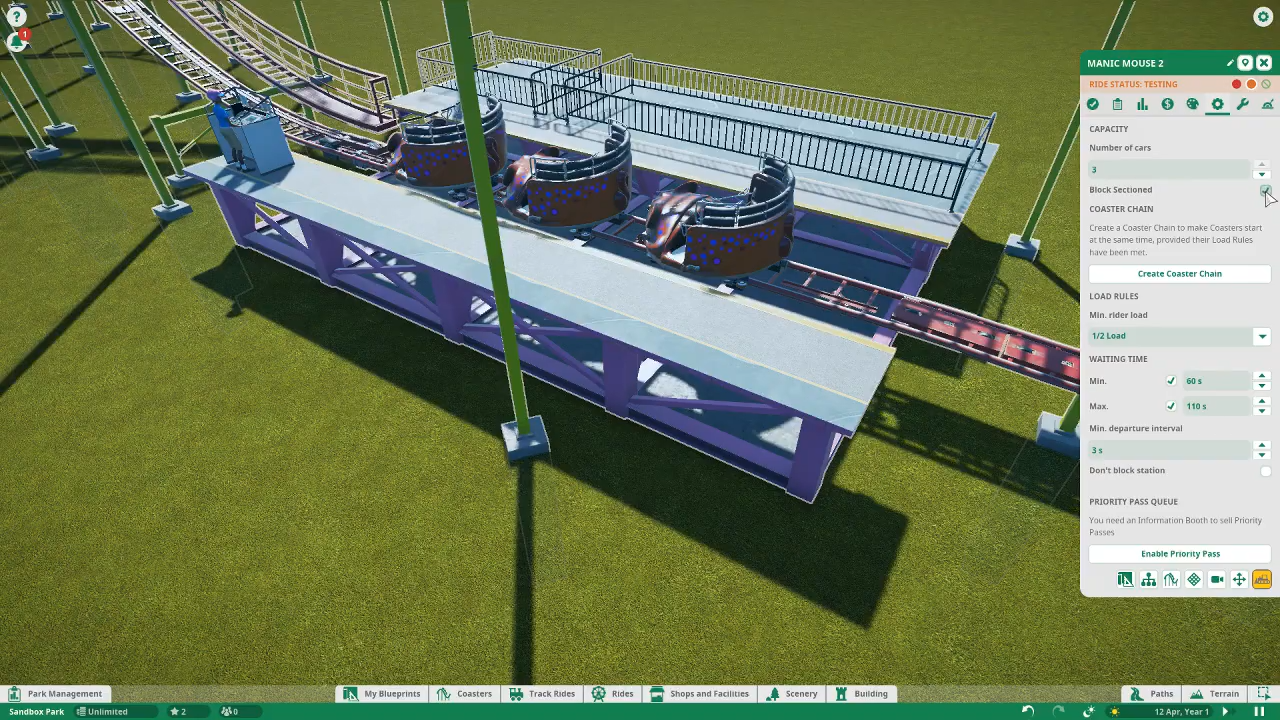 ?
1
MANIC MOUSE 2
RIDE STATUS: TESTING
CAPACITY
Number of cars
3
Block Sectioned
COASTER CHAIN
Create a Coaster Chain to make Coasters start
at the same time, provided their Load Rules
have been met.
Create Coaster Chain
LOAD RULES
Min. rider load
1/2 Load
WAITING TIME
Min.
60 s
Max.
110 s
Min. departure interval
3 s
Don't block station
PRIORITY PASS QUEUE
You need an Information Booth to sell Priority
Passes
Enable Priority Pass
Park Management
My Blueprints
Coasters
Track Rides
Rides
Shops and Facilities
Scenery
Building
Paths
Terrain
Sandbox Park
Unlimited
2
0
12 Apr, Year 1